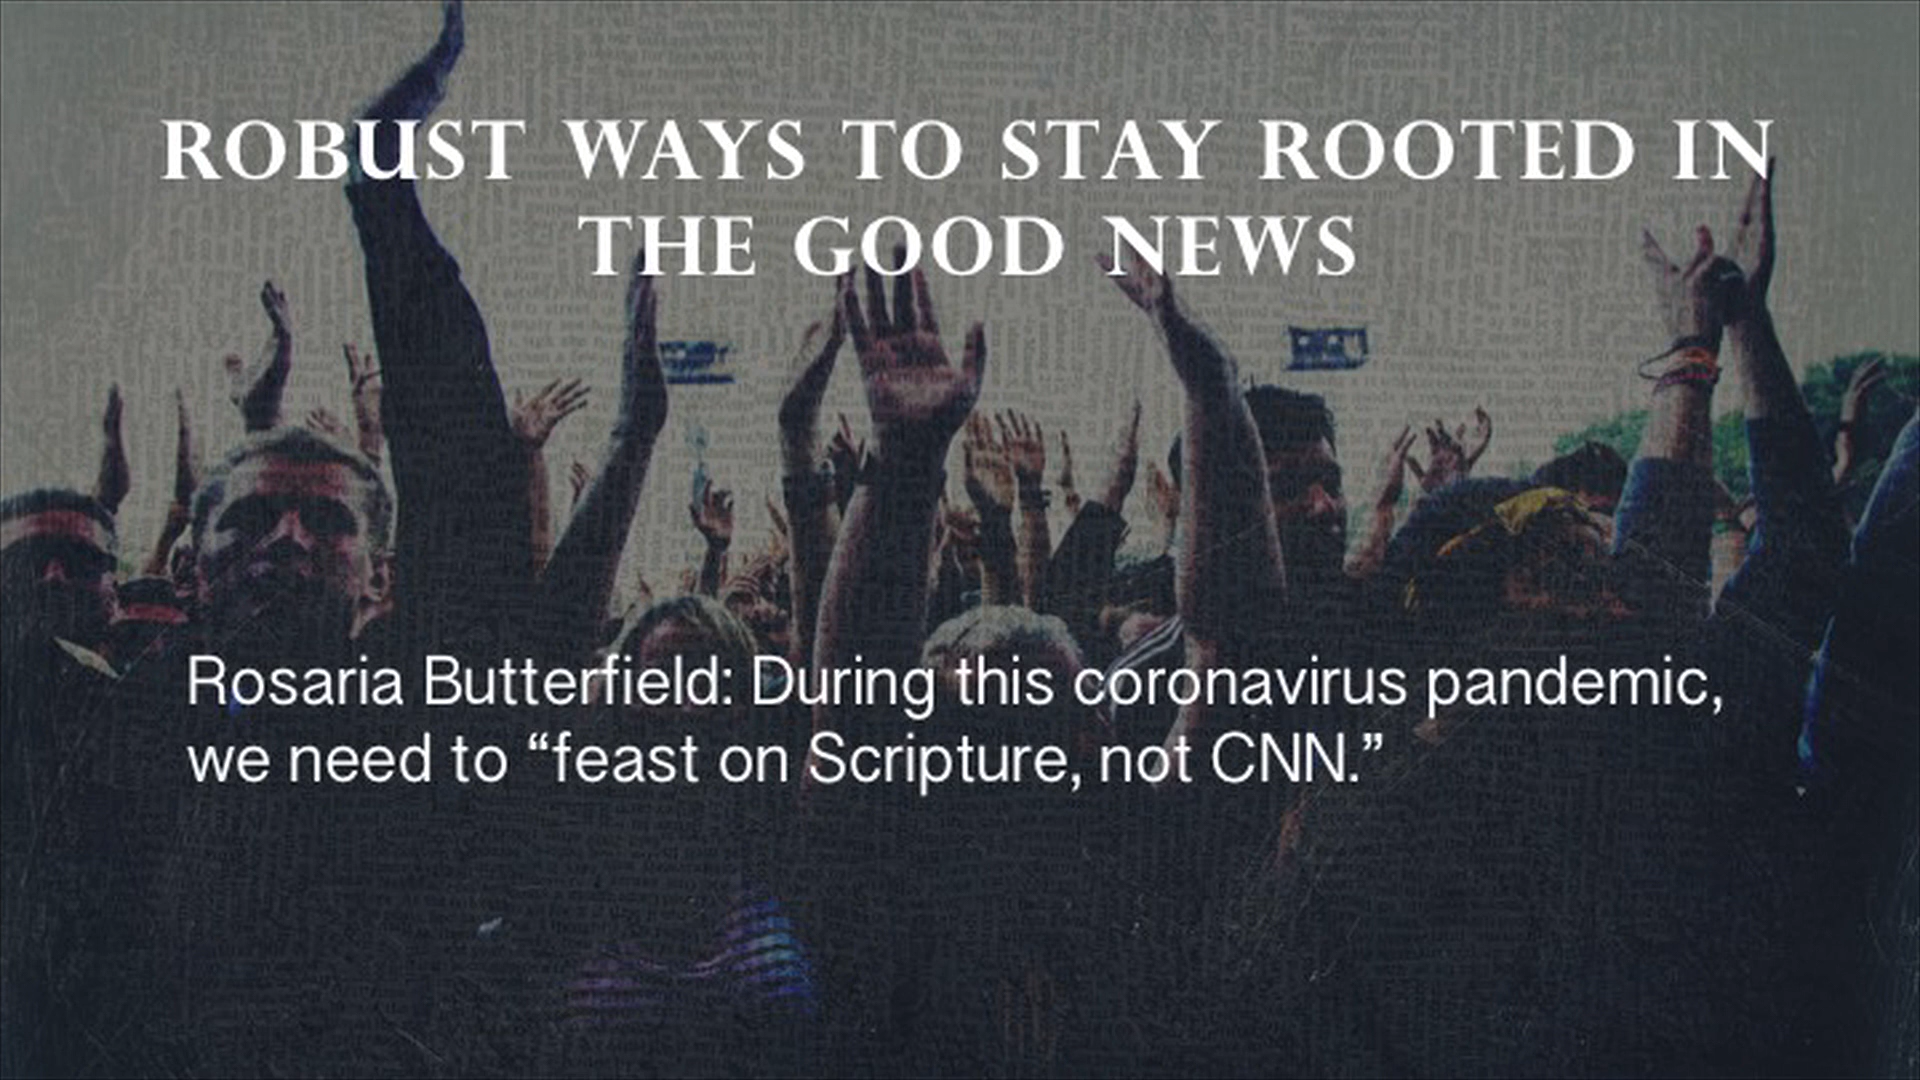 ROBUST WAYS TO STAY ROOTED IN
THE GOOD NEWS
Rosaria Butterfield: During this coronavirus pandemic,
we need to “feast on Scripture, not CNN.”